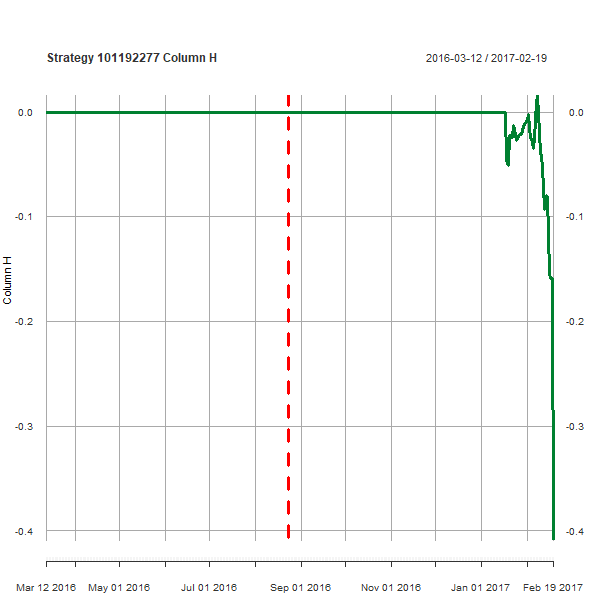 Strategy 101192277 Column H
2016-03-12 / 2017-02-19
0.0 0.0
-0.1 -0.1
-0.2 -0.2
-0.3 -0.3
-0.4 -0.4
Column H
Mar 12 2016 May 01 2016 Jul 01 2016 Sep 01 2016 Nov 01 2016 Jan 01 2017 Feb 19 2017